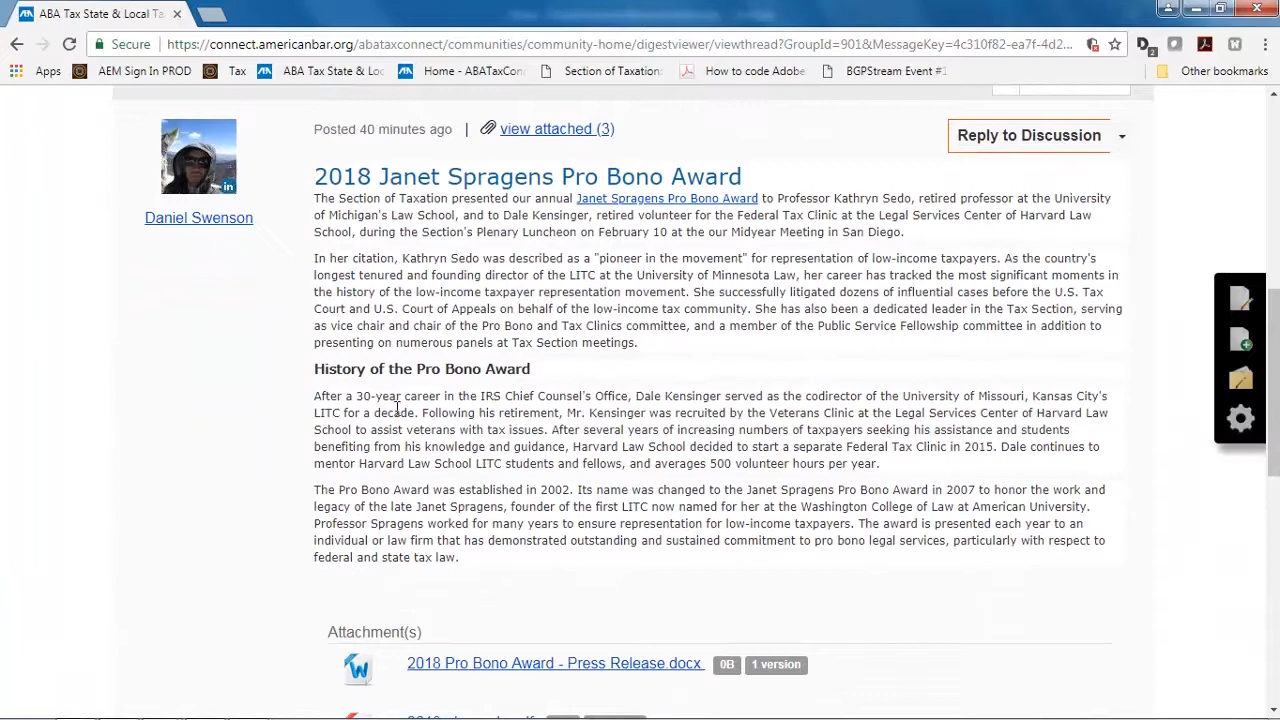 ABA Tax State & Local Ta
Secure
https://connect.americanbar.org/abataxconnect/communities/community-home/digestviewer/viewthread?GroupId=901&MessageKey=4c310f82-ea7f-4d2...
Apps AEM Sign In PROD Tax ABA Tax State & Loc Home - ABATaxCon Section of Taxation: How to code Adobe BGPStream Event #1 Other bookmarks
Posted 40 minutes ago | view attached (3)
Reply to Discussion
in
Daniel Swenson
2018 Janet Spragens Pro Bono Award
The Section of Taxation presented our annual Janet Spragens Pro Bono Award to Professor Kathryn Sedo, retired professor at the University
of Michigan's Law School, and to Dale Kensinger, retired volunteer for the Federal Tax Clinic at the Legal Services Center of Harvard Law
School, during the Section's Plenary Luncheon on February 10 at the our Midyear Meeting in San Diego.
In her citation, Kathryn Sedo was described as a "pioneer in the movement" for representation of low-income taxpayers. As the country's
longest tenured and founding director of the LITC at the University of Minnesota Law, her career has tracked the most significant moments in
the history of the low-income taxpayer representation movement. She successfully litigated dozens of influential cases before the U.S. Tax
Court and U.S. Court of Appeals on behalf of the low-income tax community. She has also been a dedicated leader in the Tax Section, serving
as vice chair and chair of the Pro Bono and Tax Clinics committee, and a member of the Public Service Fellowship committee in addition to
presenting on numerous panels at Tax Section meetings.
History of the Pro Bono Award
After a 30-year career in the IRS Chief Counsel's Office, Dale Kensinger served as the codirector of the University of Missouri, Kansas City's
LITC for a decade. Following his retirement, Mr. Kensinger was recruited by the Veterans Clinic at the Legal Services Center of Harvard Law
School to assist veterans with tax issues. After several years of increasing numbers of taxpayers seeking his assistance and students
benefiting from his knowledge and guidance, Harvard Law School decided to start a separate Federal Tax Clinic in 2015. Dale continues to
mentor Harvard Law School LITC students and fellows, and averages 500 volunteer hours per year.
The Pro Bono Award was established in 2002. Its name was changed to the Janet Spragens Pro Bono Award in 2007 to honor the work and
legacy of the late Janet Spragens, founder of the first LITC now named for her at the Washington College of Law at American University.
Professor Spragens worked for many years to ensure representation for low-income taxpayers. The award is presented each year to an
individual or law firm that has demonstrated outstanding and sustained commitment to pro bono legal services, particularly with respect to
federal and state tax law.
Attachment(s)
2018 Pro Bono Award - Press Release.docx 0B 1 version